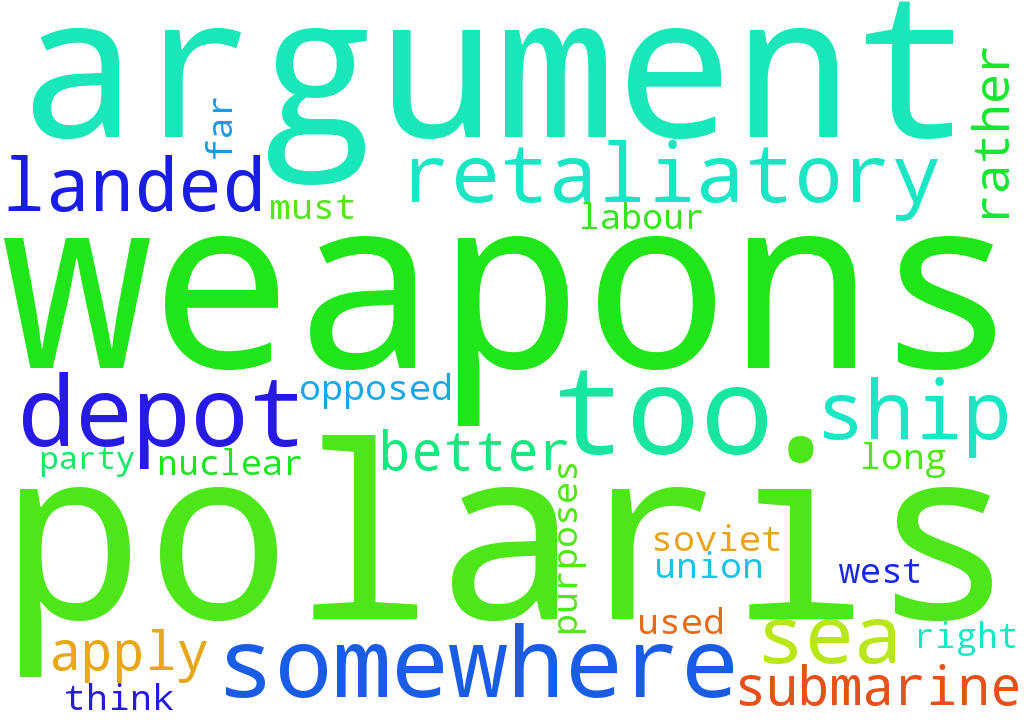 argument
far
rather
landed
retaliatory
must
labour
weapons
depot
opposed
too
ship
better
party
nuclear
long
polaris
purposes
soviet
union
west
used
apply
somewhere
sea
right
think
submarine